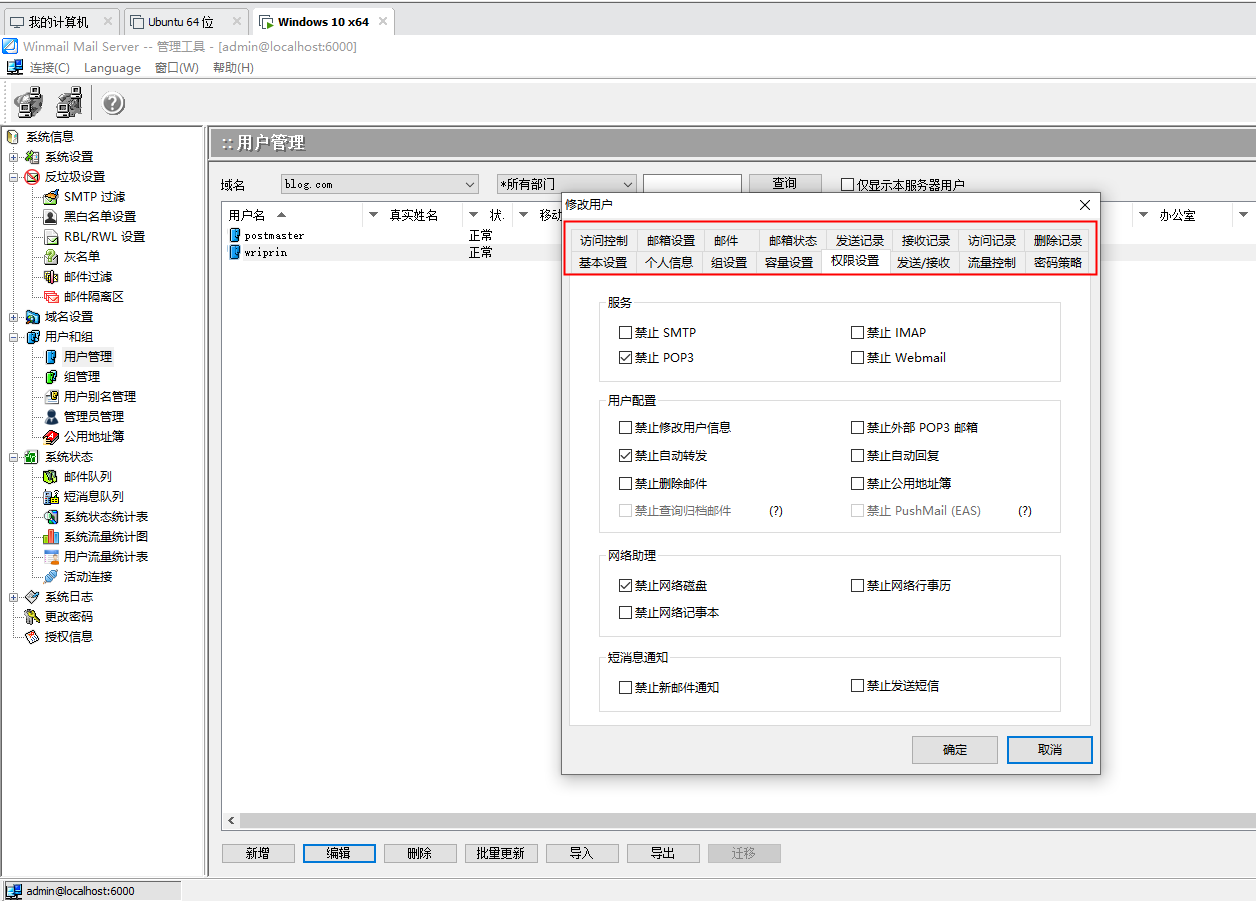 我的计算机 Ubuntu 64 位 Windows 10 x64
Winmail Mail Server -- 管理工具 - [admin@localhost:6000]
连接(C) Language 窗口(W) 帮助(H)
系统信息
系统设置
反垃圾设置
SMTP 过滤
黑白名单设置
RBL/RWL 设置
灰名单
邮件过滤
邮件隔离区
域名设置
用户和组
用户管理
组管理
用户别名管理
管理员管理
公用地址簿
系统状态
邮件队列
短消息队列
系统状态统计表
系统流量统计图
用户流量统计表
活动连接
系统日志
更改密码
授权信息
:: 用户管理
域名 blog.com *所有部门 查询 仅显示本服务器用户
用户名 真实姓名 状. 移动 办公室
postmaster 正常
wriprin 正常
修改用户
访问控制 邮箱设置 邮件 邮箱状态 发送记录 接收记录 访问记录 删除记录
基本设置 个人信息 组设置 容量设置 权限设置 发送/接收 流量控制 密码策略
服务
禁止 SMTP 禁止 IMAP
禁止 POP3 禁止 Webmail
用户配置
禁止修改用户信息 禁止外部 POP3 邮箱
禁止自动转发 禁止自动回复
禁止删除邮件 禁止公用地址簿
禁止查询归档邮件 (?) 禁止 PushMail (EAS) (?)
网络助理
禁止网络磁盘 禁止网络行事历
禁止网络记事本
短消息通知
禁止新邮件通知 禁止发送短信
确定 取消
新增 编辑 删除 批量更新 导入 导出 迁移
admin@localhost:6000